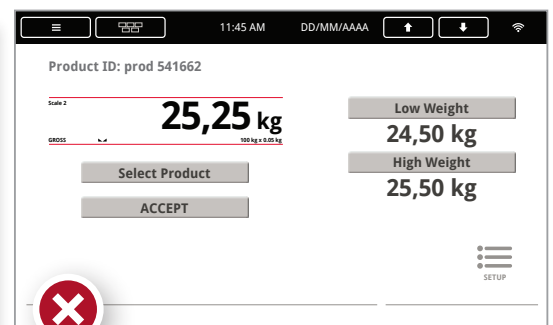 11:45 AM DD/MM/AAAA
Product ID: prod 541662
Scale 2
25,25 kg
GROSS 100 kg x 0.05 kg
Select Product
ACCEPT
Low Weight
24,50 kg
High Weight
25,50 kg
SETUP